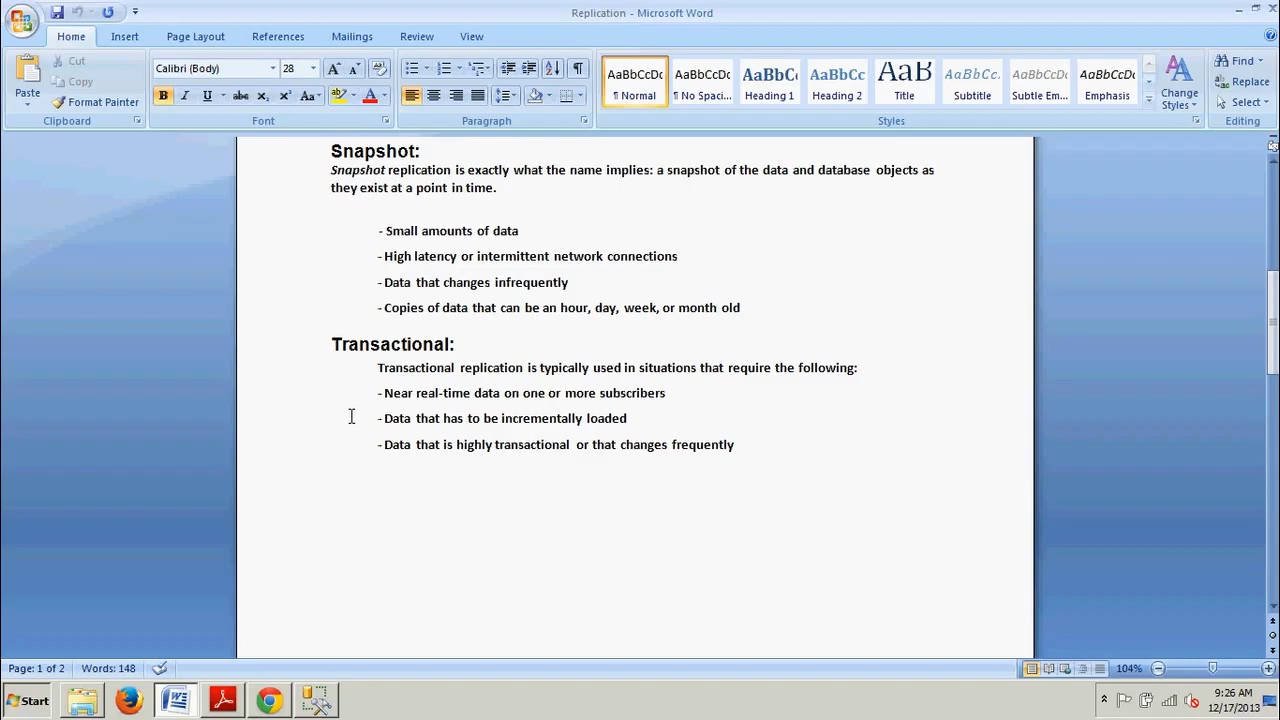 Replication - Microsoft Word
Home Insert Page Layout References Mailings Review View
Cut
Copy
Paste
Format Painter
Clipboard
Calibri (Body) 28
Font
Paragraph
AaBbCcDc AaBbCcDc AaBbC AaBbCc AaB AaBbCc. AaBbCcDc AaBbCcDc
¶ Normal ¶ No Spaci... Heading 1 Heading 2 Title Subtitle Subtle Em... Emphasis
Styles
Change
Styles
Find
Replace
Select
Editing
Snapshot:
Snapshot replication is exactly what the name implies: a snapshot of the data and database objects as
they exist at a point in time.
- Small amounts of data
- High latency or intermittent network connections
- Data that changes infrequently
- Copies of data that can be an hour, day, week, or month old
Transactional:
Transactional replication is typically used in situations that require the following:
- Near real-time data on one or more subscribers
- Data that has to be incrementally loaded
- Data that is highly transactional or that changes frequently
Page: 1 of 2 Words: 148 104%
Start
9:26 AM
12/17/2013